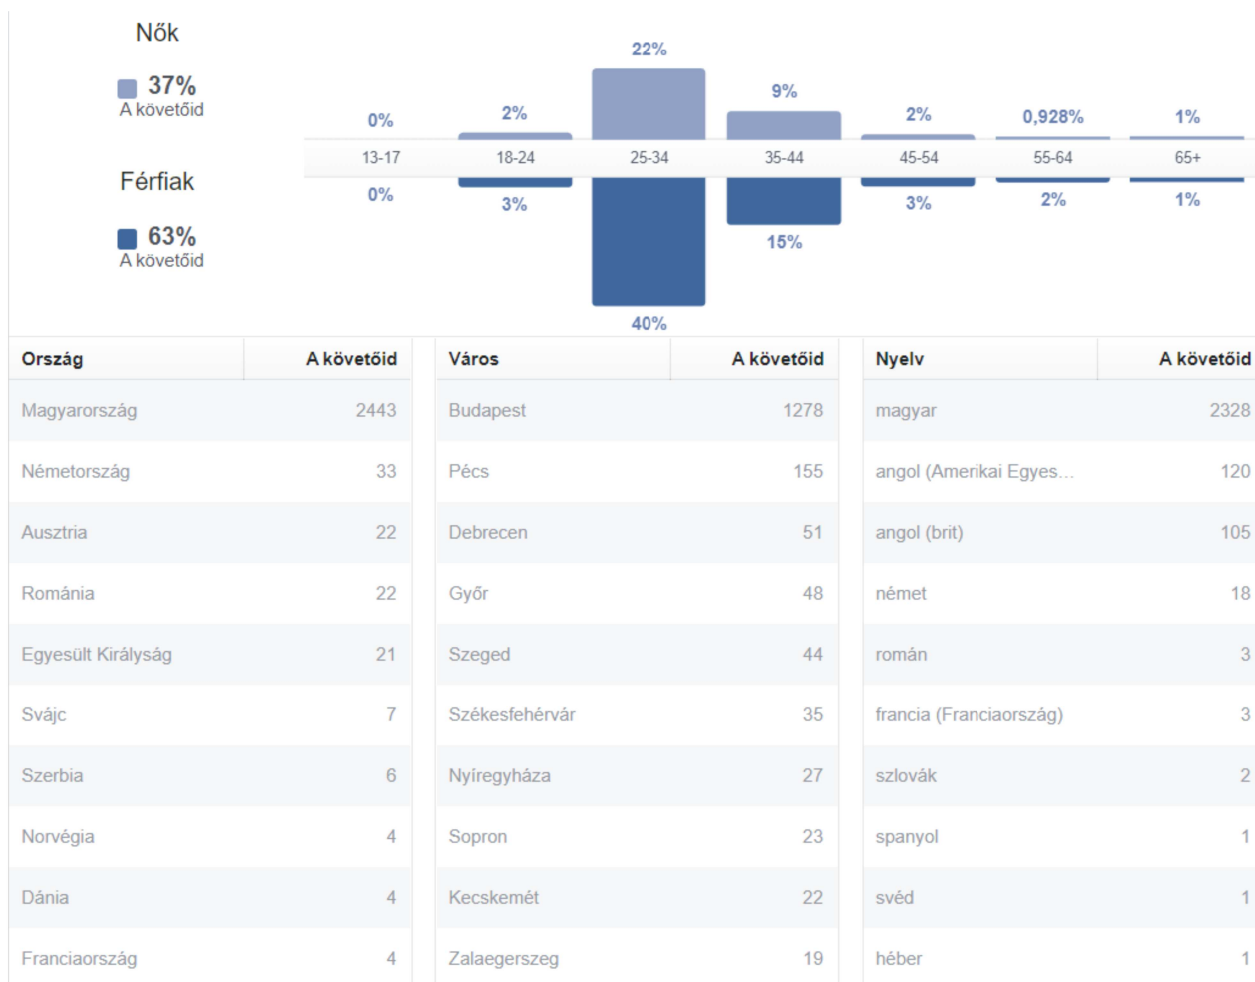 Nők
37%
A követőid
Férfiak
63%
A követőid
0% 2% 22% 9% 2% 0,928% 1%
13-17 18-24 25-34 35-44 45-54 55-64 65+
0% 3% 40% 15% 3% 2% 1%
Ország A követőid Város A követőid Nyelv A követőid
Magyarország 2443 Budapest 1278 magyar 2328
Németország 33 Pécs 155 angol (Amerikai Egyes... 120
Ausztria 22 Debrecen 51 angol (brit) 105
Románia 22 Győr 48 német 18
Egyesült Királyság 21 Szeged 44 román 3
Svájc 7 Székesfehérvár 35 francia (Franciaország) 3
Szerbia 6 Nyíregyháza 27 szlovák 2
Norvégia 4 Sopron 23 spanyol 1
Dánia 4 Kecskemét 22 svéd 1
Franciaország 4 Zalaegerszeg 19 héber 1